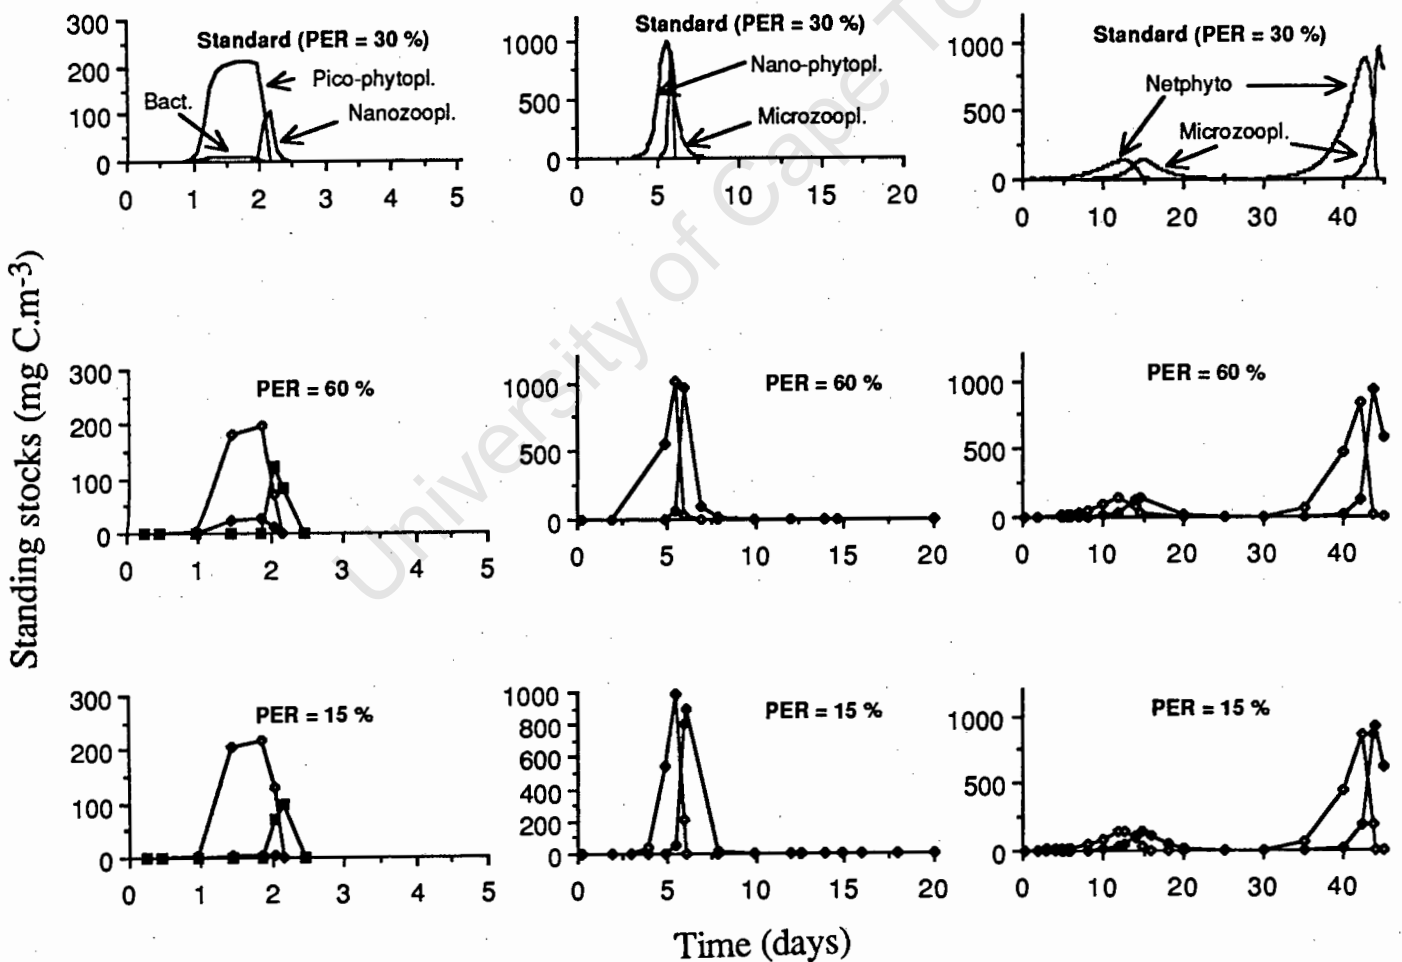 Standing stocks (mg C.m-3)
300
200
100
0
0 1 2 3 4 5
Standard (PER = 30 %)
Pico-phytopl.
Bact.
Nanozoopl.
1000
500
0
0 5 10 15 20
Standard (PER = 30 %)
Nano-phytopl.
Microzoopl.
1000
500
0
0 10 20 30 40
Standard (PER = 30 %)
Netphyto
Microzoopl.
300
200
100
0
0 1 2 3 4 5
PER = 60 %
1000
500
0
0 5 10 15 20
PER = 60 %
1000
500
0
0 10 20 30 40
PER = 60 %
300
200
100
0
0 1 2 3 4 5
PER = 15 %
1000
800
600
400
200
0
0 5 10 15 20
PER = 15 %
1000
500
0
0 10 20 30 40
PER = 15 %
Time (days)
University of Cape To